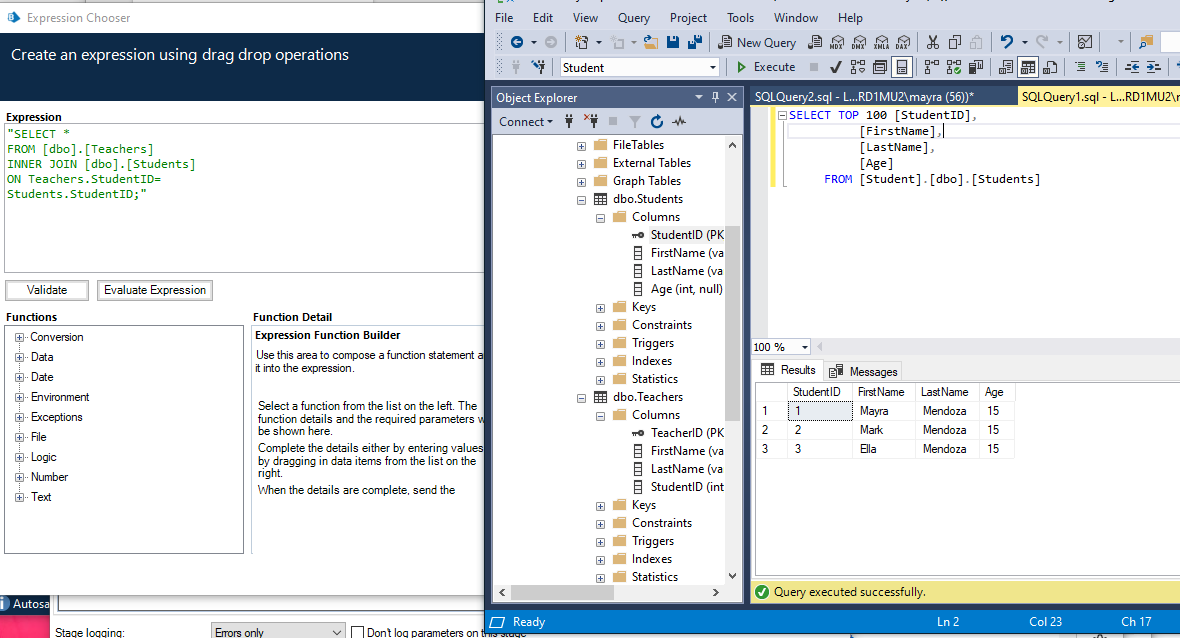 Expression Chooser
Create an expression using drag drop operations
Expression
"SELECT *
FROM [dbo].[Teachers]
INNER JOIN [dbo].[Students]
ON Teachers.StudentID=
Students.StudentID;"
Validate
Evaluate Expression
Functions
Conversion
Data
Date
Environment
Exceptions
File
Logic
Number
Text
Function Detail
Expression Function Builder
Use this area to compose a function statement a
it into the expression.
Select a function from the list on the left. The
function details and the required parameters w
be shown here.
Complete the details either by entering values
by dragging in data items from the list on the
right.
When the details are complete, send the
Autosa
Stage logging:
Errors only
Don't log parameters on this stage
File Edit View Query Project Tools Window Help
New Query
MDX DMX XMLA DAX
Student
Execute
Object Explorer
Connect
FileTables
External Tables
Graph Tables
dbo.Students
Columns
StudentID (PK
FirstName (va
LastName (va
Age (int, null)
Keys
Constraints
Triggers
Indexes
Statistics
dbo.Teachers
Columns
TeacherID (PK
FirstName (va
LastName (va
StudentID (int
Keys
Constraints
Triggers
Indexes
Statistics
SQLQuery2.sql - L...RD1MU2\mayra (56))*
SQLQuery1.sql - L...RD1MU2\
SELECT TOP 100 [StudentID],
[FirstName],
[LastName],
[Age]
FROM [Student].[dbo].[Students]
100 %
Results
Messages
StudentID FirstName LastName Age
1 1 Mayra Mendoza 15
2 2 Mark Mendoza 15
3 3 Ella Mendoza 15
Query executed successfully.
Ready
Ln 2
Col 23
Ch 17